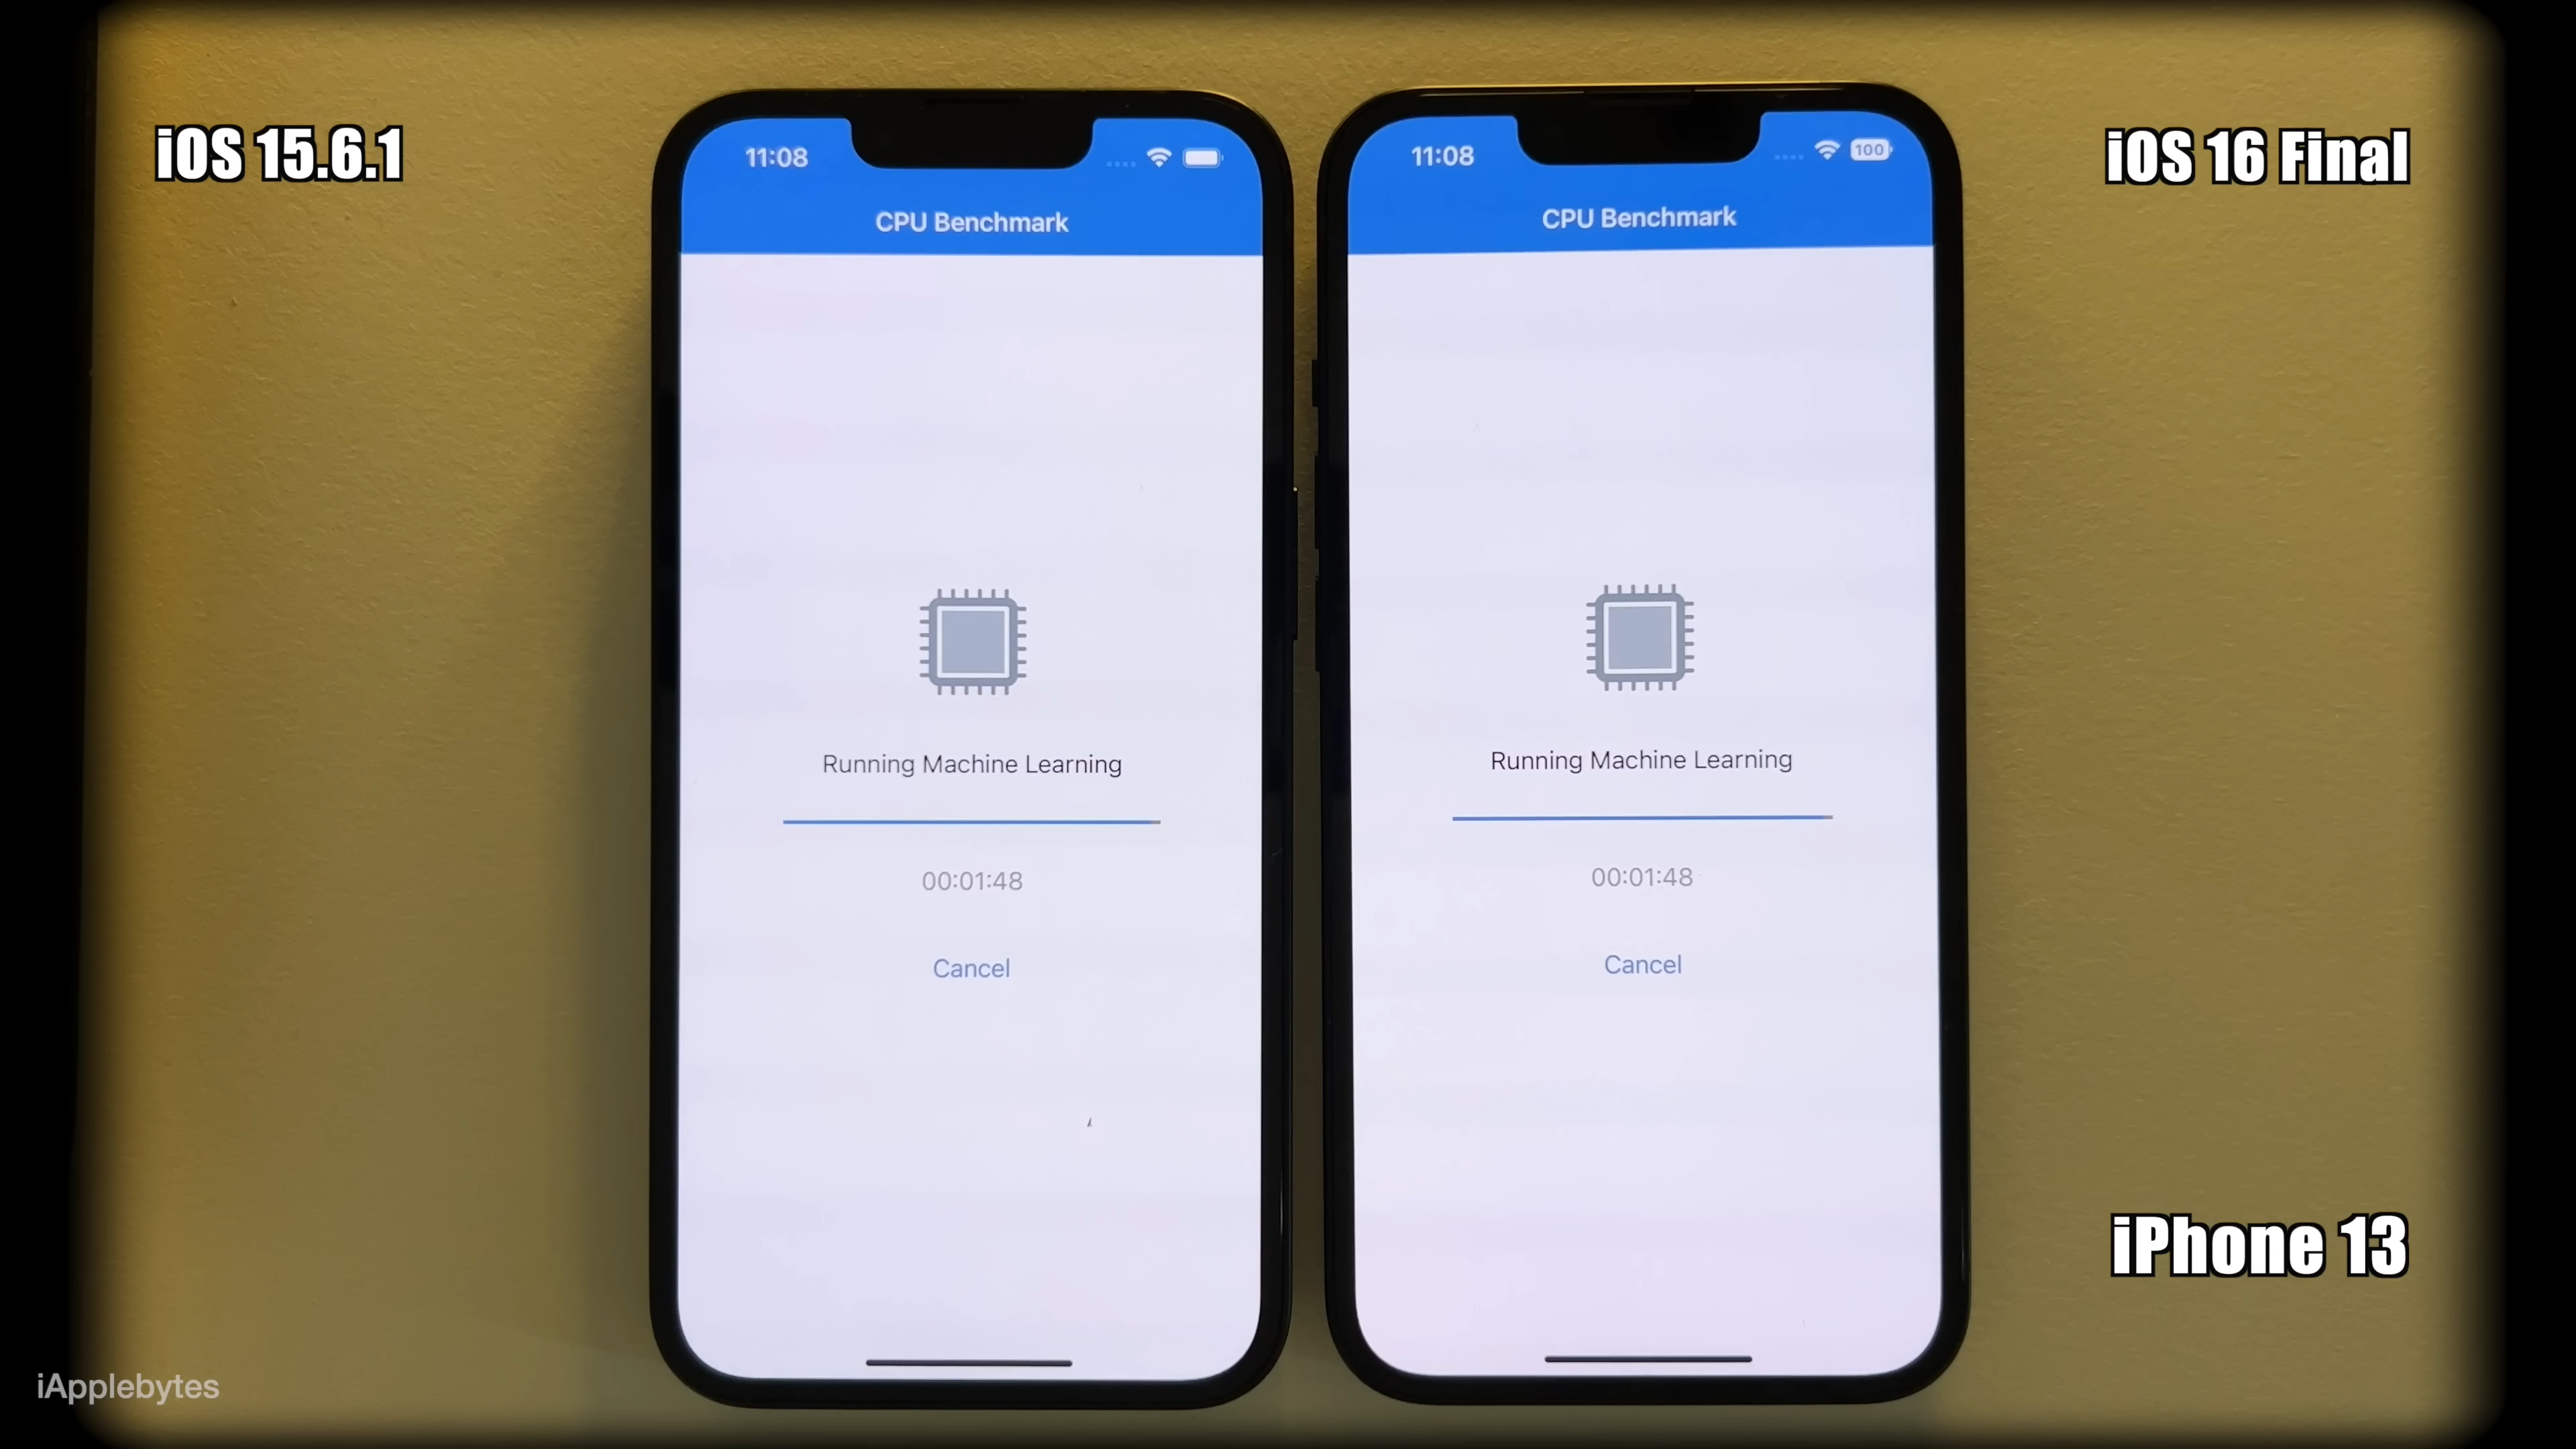 iOS 15.6.1
iOS 16 Final
11:08
CPU Benchmark
Running Machine Learning
00:01:48
Cancel
11:08
100
CPU Benchmark
Running Machine Learning
00:01:48
Cancel
iPhone 13
iApplebytes